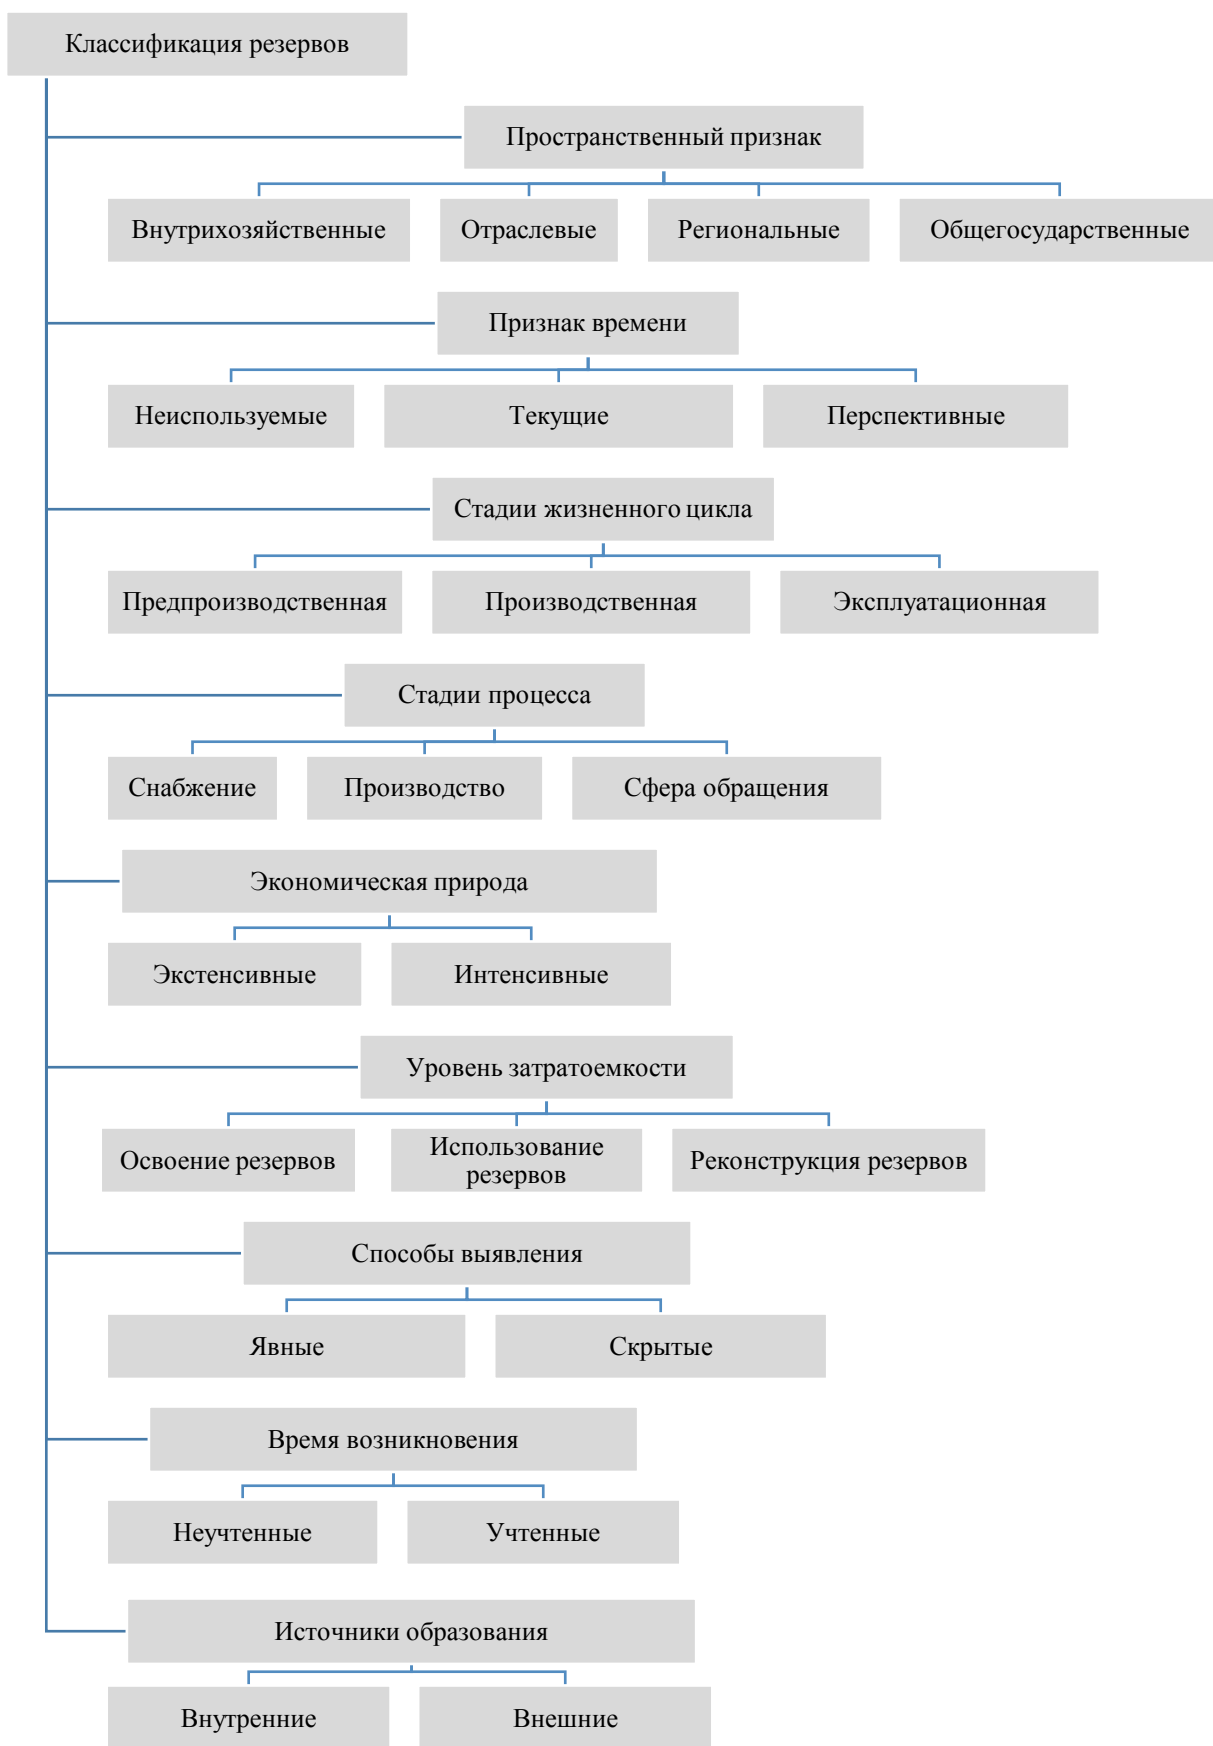 Классификация резервов
Пространственный признак
Внутрихозяйственные
Отраслевые
Региональные
Общегосударственные
Признак времени
Неиспользуемые
Текущие
Перспективные
Стадии жизненного цикла
Предпроизводственная
Производственная
Эксплуатационная
Стадии процесса
Снабжение
Производство
Сфера обращения
Экономическая природа
Экстенсивные
Интенсивные
Уровень затратоемкости
Освоение резервов
Использование
резервов
Реконструкция резервов
Способы выявления
Явные
Скрытые
Время возникновения
Неучтенные
Учтенные
Источники образования
Внутренние
Внешние